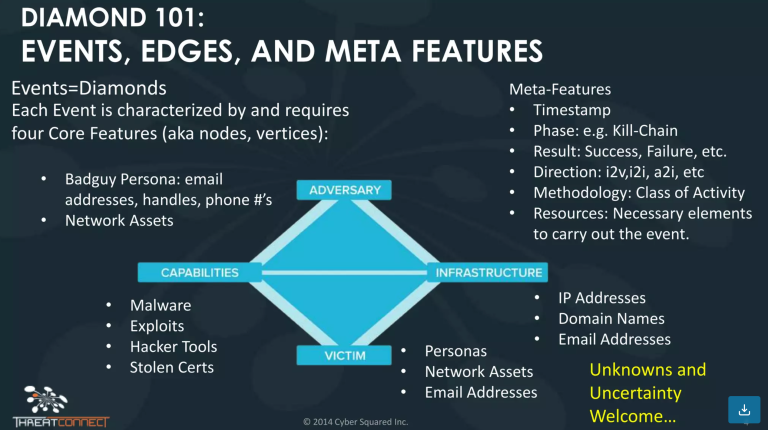 DIAMOND 101:
EVENTS, EDGES, AND META FEATURES
Events=Diamonds
Each Event is characterized by and requires
four Core Features (aka nodes, vertices):
• Badguy Persona: email
addresses, handles, phone #’s
• Network Assets
Meta-Features
• Timestamp
• Phase: e.g. Kill-Chain
• Result: Success, Failure, etc.
• Direction: i2v,i2i, a2i, etc
• Methodology: Class of Activity
• Resources: Necessary elements
to carry out the event.
ADVERSARY
CAPABILITIES
INFRASTRUCTURE
VICTIM
• Malware
• Exploits
• Hacker Tools
• Stolen Certs
• IP Addresses
• Domain Names
• Email Addresses
• Personas
• Network Assets
• Email Addresses
Unknowns and
Uncertainty
Welcome…
THREATCONNECT
© 2014 Cyber Squared Inc.